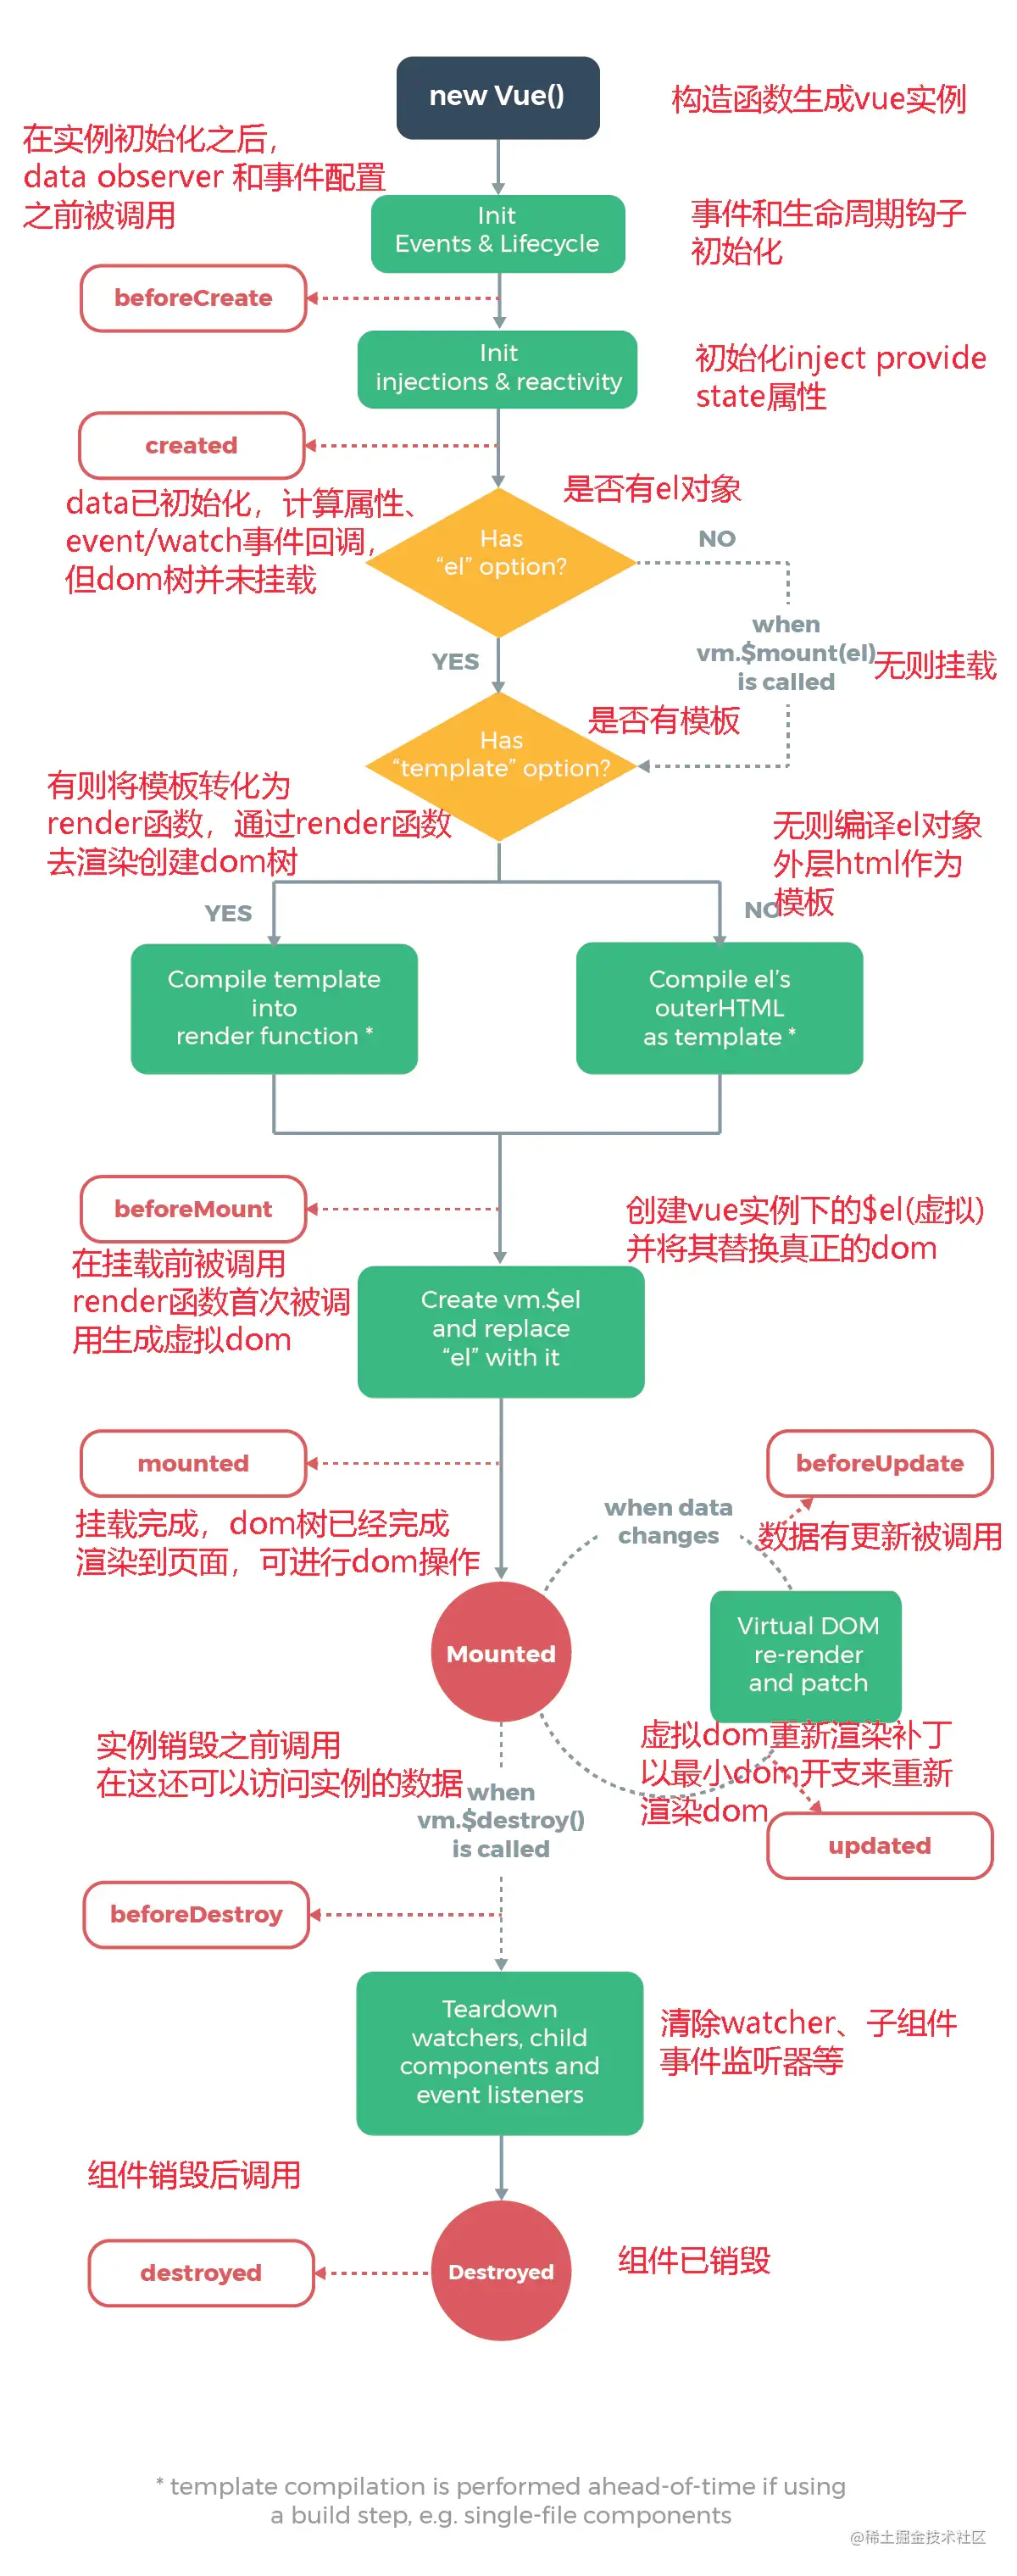 new Vue()
构造函数生成vue实例
在实例初始化之后,
data observer 和事件配置
之前被调用
Init
Events & Lifecycle
事件和生命周期钩子
初始化
beforeCreate
Init
injections & reactivity
初始化inject provide
state属性
created
data已初始化，计算属性、
event/watch事件回调,
但dom树并未挂载
是否有el对象
Has
“el” option?
NO
when
vm.$mount(el)
is called
无则挂载
YES
是否有模板
Has
“template” option?
有则将模板转化为
render函数，通过render函数
去渲染创建dom树
无则编译el对象
外层html作为
模板
YES
NO
Compile template
into
render function *
Compile el’s
outerHTML
as template *
beforeMount
在挂载前被调用
render函数首次被调
用生成虚拟dom
创建vue实例下的$el(虚拟)
并将其替换真正的dom
Create vm.$el
and replace
“el” with it
mounted
挂载完成，dom树已经完成
渲染到页面，可进行dom操作
beforeUpdate
when data
changes
数据有更新被调用
Mounted
Virtual DOM
re-render
and patch
虚拟dom重新渲染补丁
以最小dom开支来重新
渲染dom
updated
实例销毁之前调用
在这还可以访问实例的数据
when
vm.$destroy()
is called
beforeDestroy
Teardown
watchers, child
components and
event listeners
清除watcher、子组件
事件监听器等
组件销毁后调用
destroyed
Destroyed
组件已销毁
* template compilation is performed ahead-of-time if using
a build step, e.g. single-file components
@稀土掘金技术社区